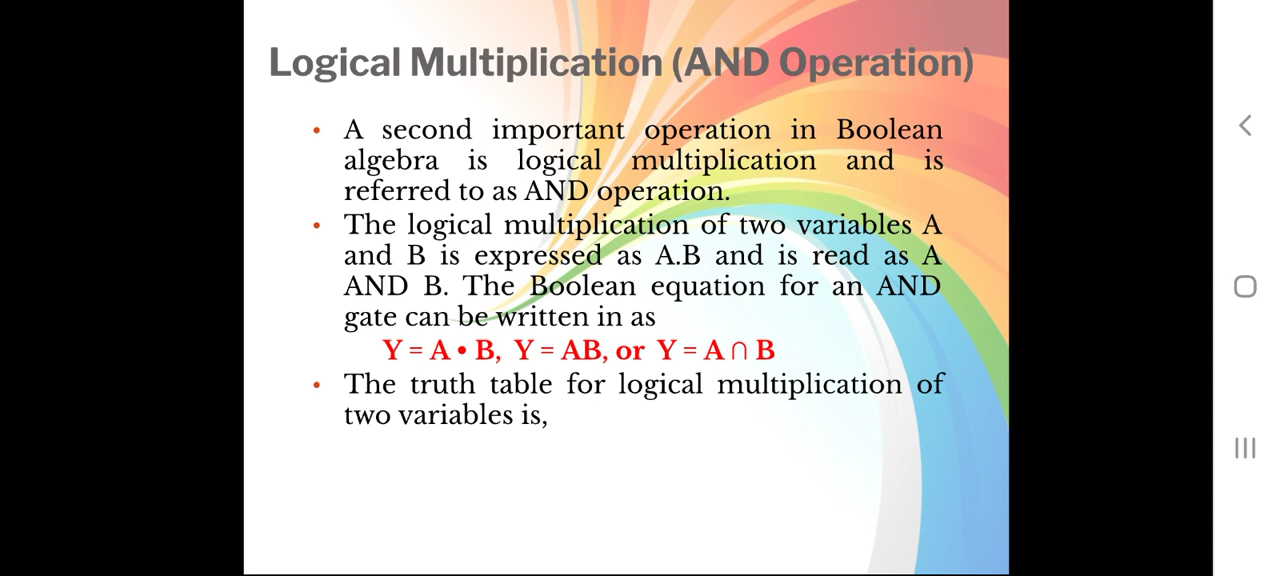 Logical Multiplication (AND Operation)
• A second important operation in Boolean
algebra is logical multiplication and is
referred to as AND operation.
• The logical multiplication of two variables A
and B is expressed as A.B and is read as A
AND B. The Boolean equation for an AND
gate can be written in as
Y = A • B, Y = AB, or Y = A ∩ B
• The truth table for logical multiplication of
two variables is,